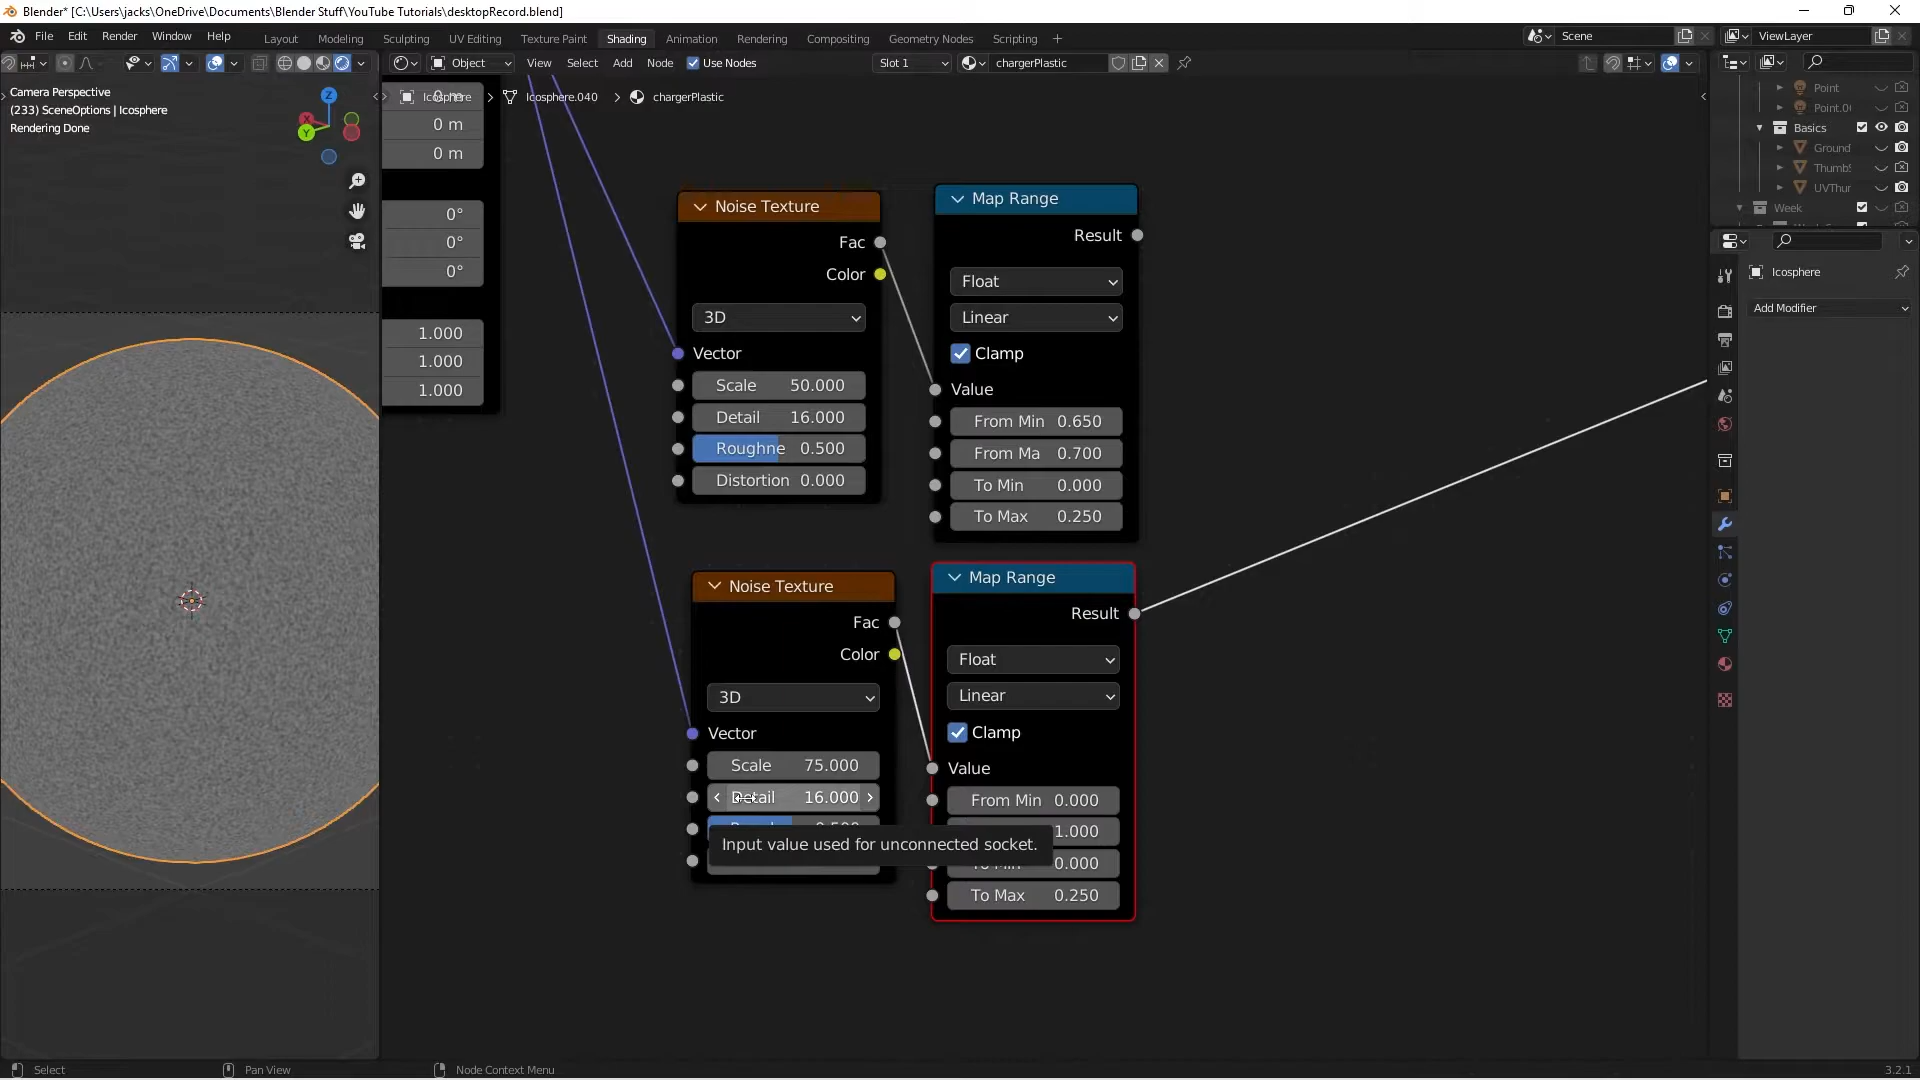 Blender* [C:\Users\jacks\OneDrive\Documents\Blender Stuff\YouTube Tutorials\desktopRecord.blend]
File Edit Render Window Help Layout Modeling Sculpting UV Editing Texture Paint Shading Animation Rendering Compositing Geometry Nodes Scripting + Scene ViewLayer
Object View Select Add Node Use Nodes Slot 1 chargerPlastic
Camera Perspective
(233) SceneOptions | Icosphere
Rendering Done
Z
X
Y
Icosphere > Icosphere.040 > chargerPlastic
0 m
0 m
0 m
0°
0°
0°
1.000
1.000
1.000
Noise Texture
Fac
Color
3D
Vector
Scale 50.000
Detail 16.000
Roughne 0.500
Distortion 0.000
Map Range
Result
Float
Linear
Clamp
Value
From Min 0.650
From Ma 0.700
To Min 0.000
To Max 0.250
Noise Texture
Fac
Color
3D
Vector
Scale 75.000
Detail 16.000
Input value used for unconnected socket.
Map Range
Result
Float
Linear
Clamp
Value
From Min 0.000
1.000
To Min 0.000
To Max 0.250
Point
Point.0
Basics
Ground
Thumb
UVThur
Week
Icosphere
Add Modifier
Select Pan View Node Context Menu 3.2.1